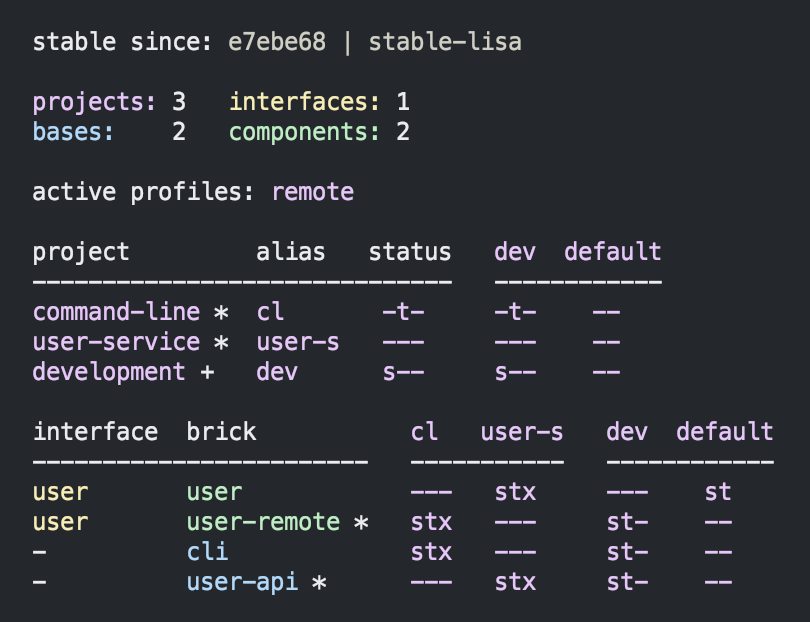 stable since: e7ebe68 | stable-lisa
projects: 3   interfaces: 1
bases:    2   components: 2
active profiles: remote
project         alias   status   dev  default
------------------------------   ------------
command-line *  cl       -t-     -t-    --
user-service *  user-s   ---     ---    --
development +   dev      s--     s--    --
interface  brick           cl   user-s   dev  default
------------------------   -----------   ------------
user       user            ---   stx     ---    st
user       user-remote *   stx   ---     st-    --
-          cli             stx   ---     st-    --
-          user-api *      ---   stx     st-    --